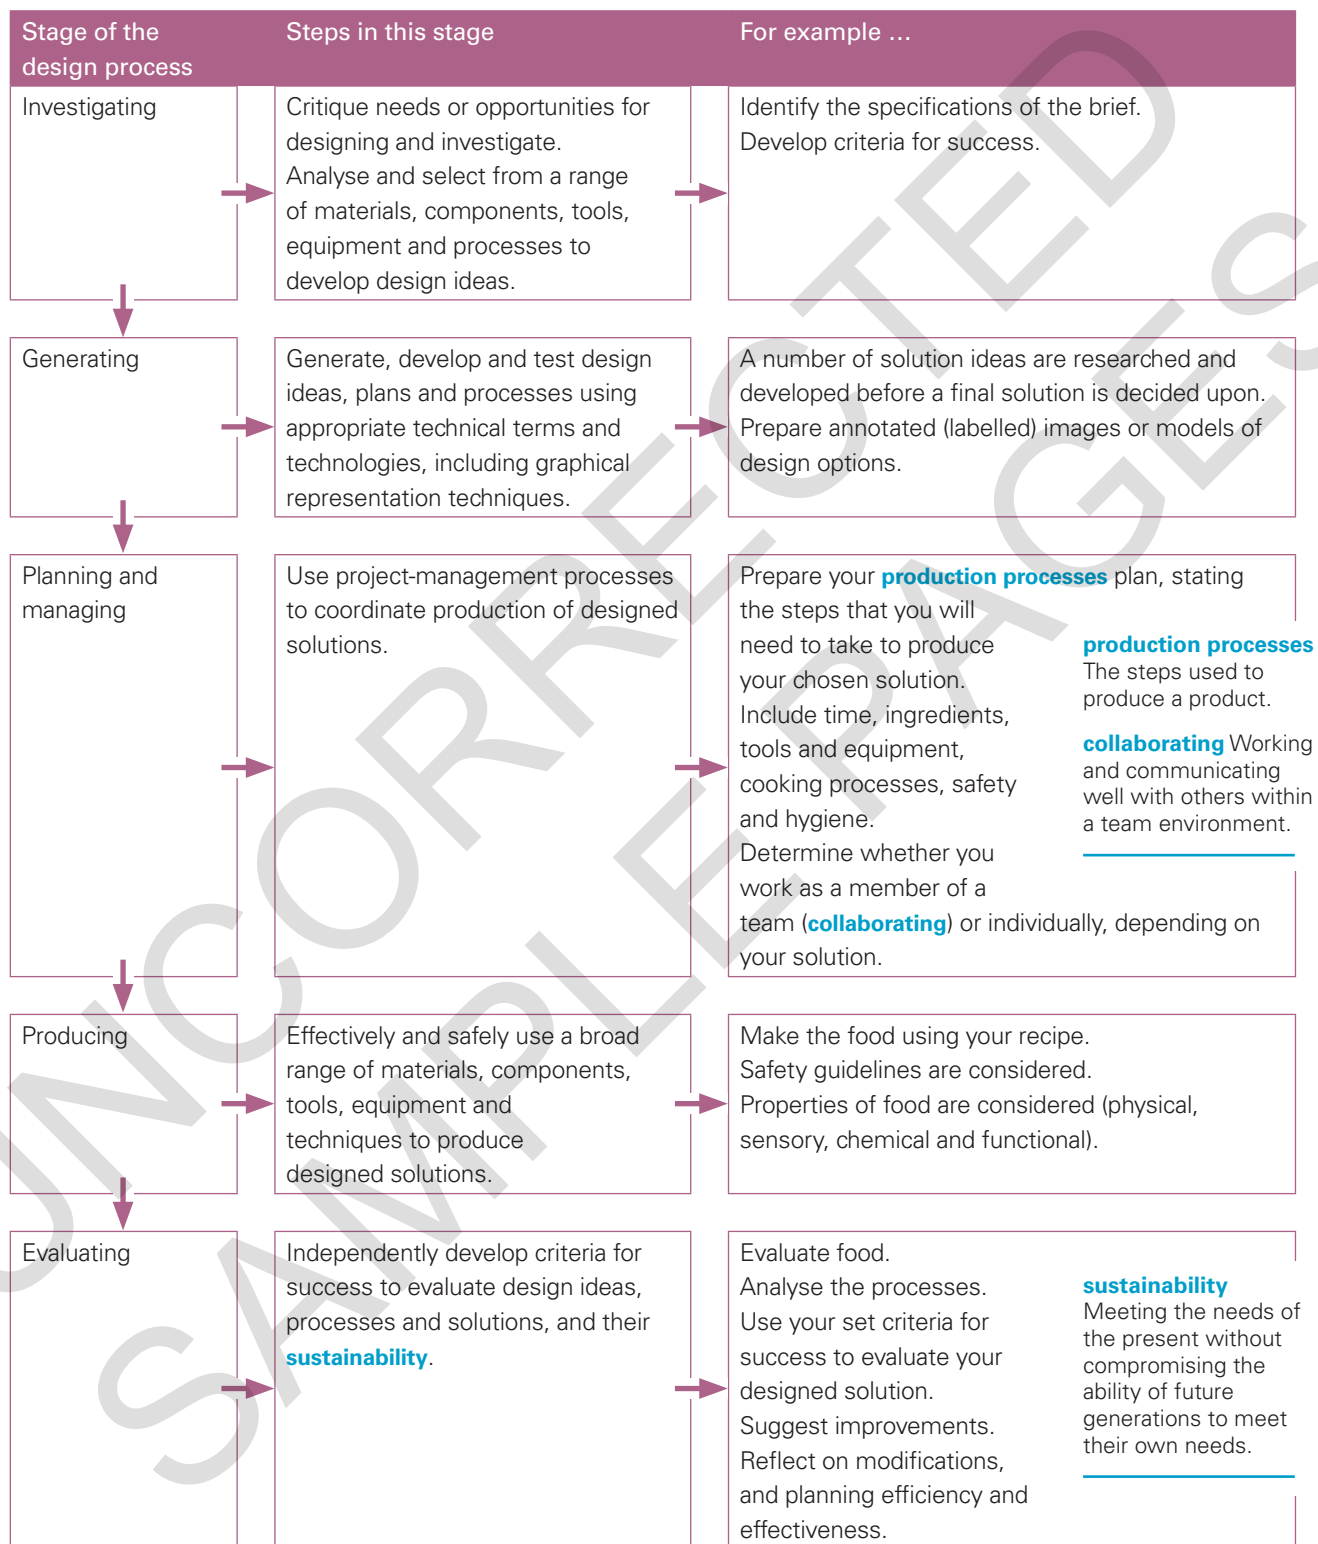 Stage of the
design process
Steps in this stage
For example ...
Investigating
Critique needs or opportunities for
designing and investigate.
Analyse and select from a range
of materials, components, tools,
equipment and processes to
develop design ideas.
Identify the specifications of the brief.
Develop criteria for success.
Generating
Generate, develop and test design
ideas, plans and processes using
appropriate technical terms and
technologies, including graphical
representation techniques.
A number of solution ideas are researched and
developed before a final solution is decided upon.
Prepare annotated (labelled) images or models of
design options.
Planning and
managing
Use project-management processes
to coordinate production of designed
solutions.
Prepare your production processes plan, stating
the steps that you will
need to take to produce
your chosen solution.
Include time, ingredients,
tools and equipment,
cooking processes, safety
and hygiene.
Determine whether you
work as a member of a
team (collaborating) or individually, depending on
your solution.
production processes
The steps used to
produce a product.
collaborating Working
and communicating
well with others within
a team environment.
Producing
Effectively and safely use a broad
range of materials, components,
tools, equipment and
techniques to produce
designed solutions.
Make the food using your recipe.
Safety guidelines are considered.
Properties of food are considered (physical,
sensory, chemical and functional).
Evaluating
Independently develop criteria for
success to evaluate design ideas,
processes and solutions, and their
sustainability.
Evaluate food.
Analyse the processes.
Use your set criteria for
success to evaluate your
designed solution.
Suggest improvements.
Reflect on modifications,
and planning efficiency and
effectiveness.
sustainability
Meeting the needs of
the present without
compromising the
ability of future
generations to meet
their own needs.
UNCORRECTED
SAMPLE PAGES